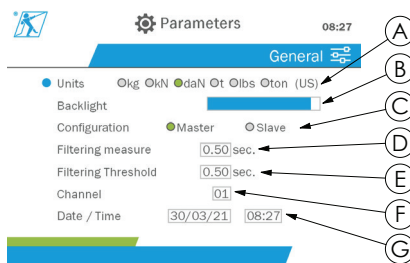 Parameters 08:27
General
Units kg kN daN t lbs ton (US) A
Backlight B
Configuration Master Slave C
Filtering measure 0.50 sec. D
Filtering Threshold 0.50 sec. E
Channel 01 F
Date / Time 30/03/21 08:27 G